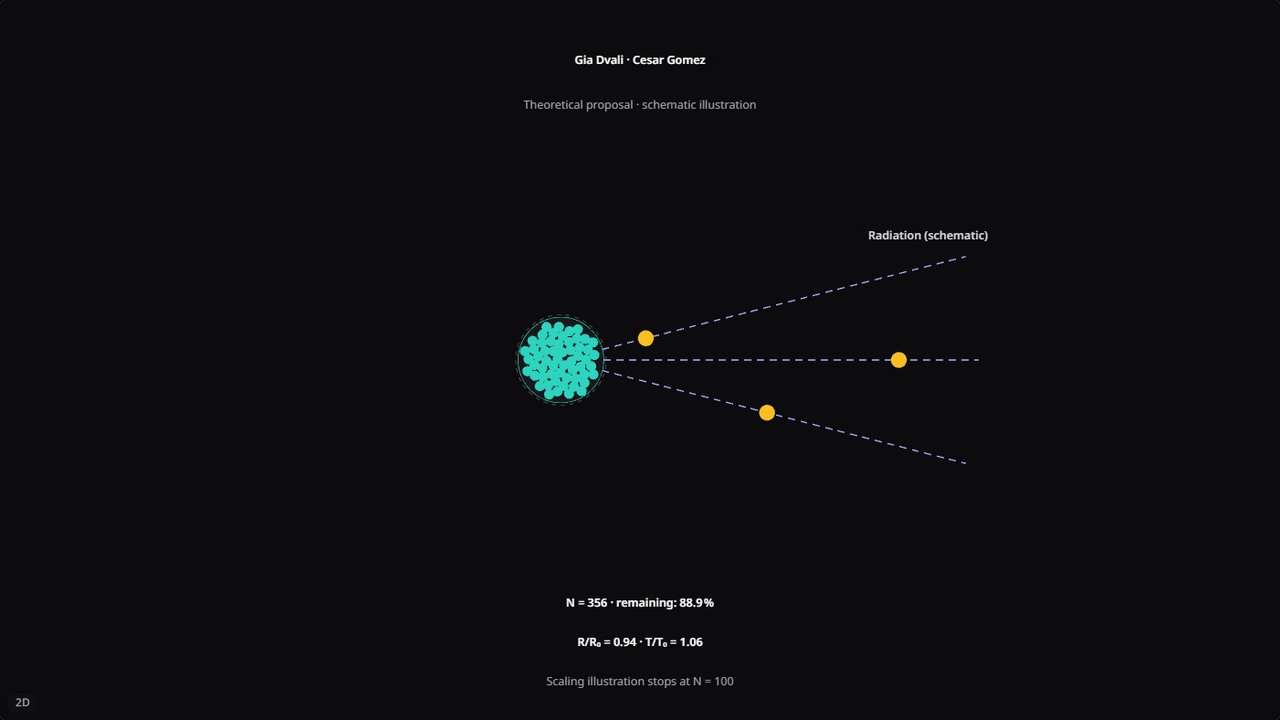 Gia Dvali · Cesar Gomez
Theoretical proposal · schematic illustration
Radiation (schematic)
N = 356 · remaining: 88.9%
R/R₀ = 0.94 · T/T₀ = 1.06
Scaling illustration stops at N = 100
2D